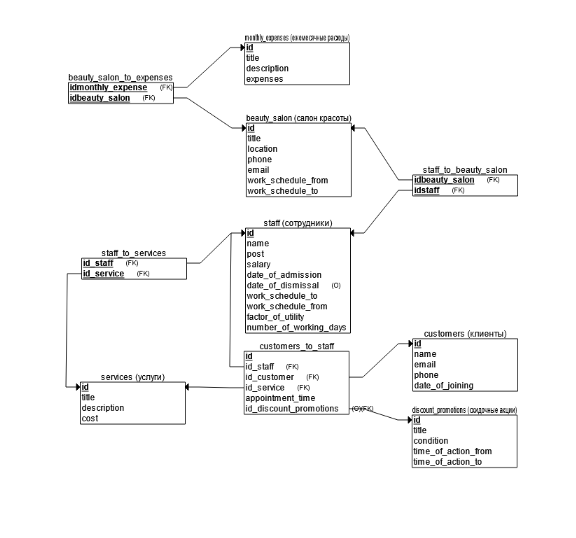 monthly_expenses (ежемесячные расходы)
id
title
description
expenses
beauty_salon_to_expenses
idmonthly_expense (FK)
idbeauty_salon (FK)
beauty_salon (салон красоты)
id
title
location
phone
email
work_schedule_from
work_schedule_to
staff_to_beauty_salon
idbeauty_salon (FK)
idstaff (FK)
staff (сотрудники)
id
name
post
salary
date_of_admission
date_of_dismissal (O)
work_schedule_to
work_schedule_from
factor_of_utility
number_of_working_days
staff_to_services
id_staff (FK)
id_service (FK)
customers_to_staff
id
id_staff (FK)
id_customer (FK)
id_service (FK)
appointment_time
id_discount_promotions (O)(FK)
customers (клиенты)
id
name
email
phone
date_of_joining
services (услуги)
id
title
description
cost
discount_promotions (скидочные акции)
id
title
condition
time_of_action_from
time_of_action_to